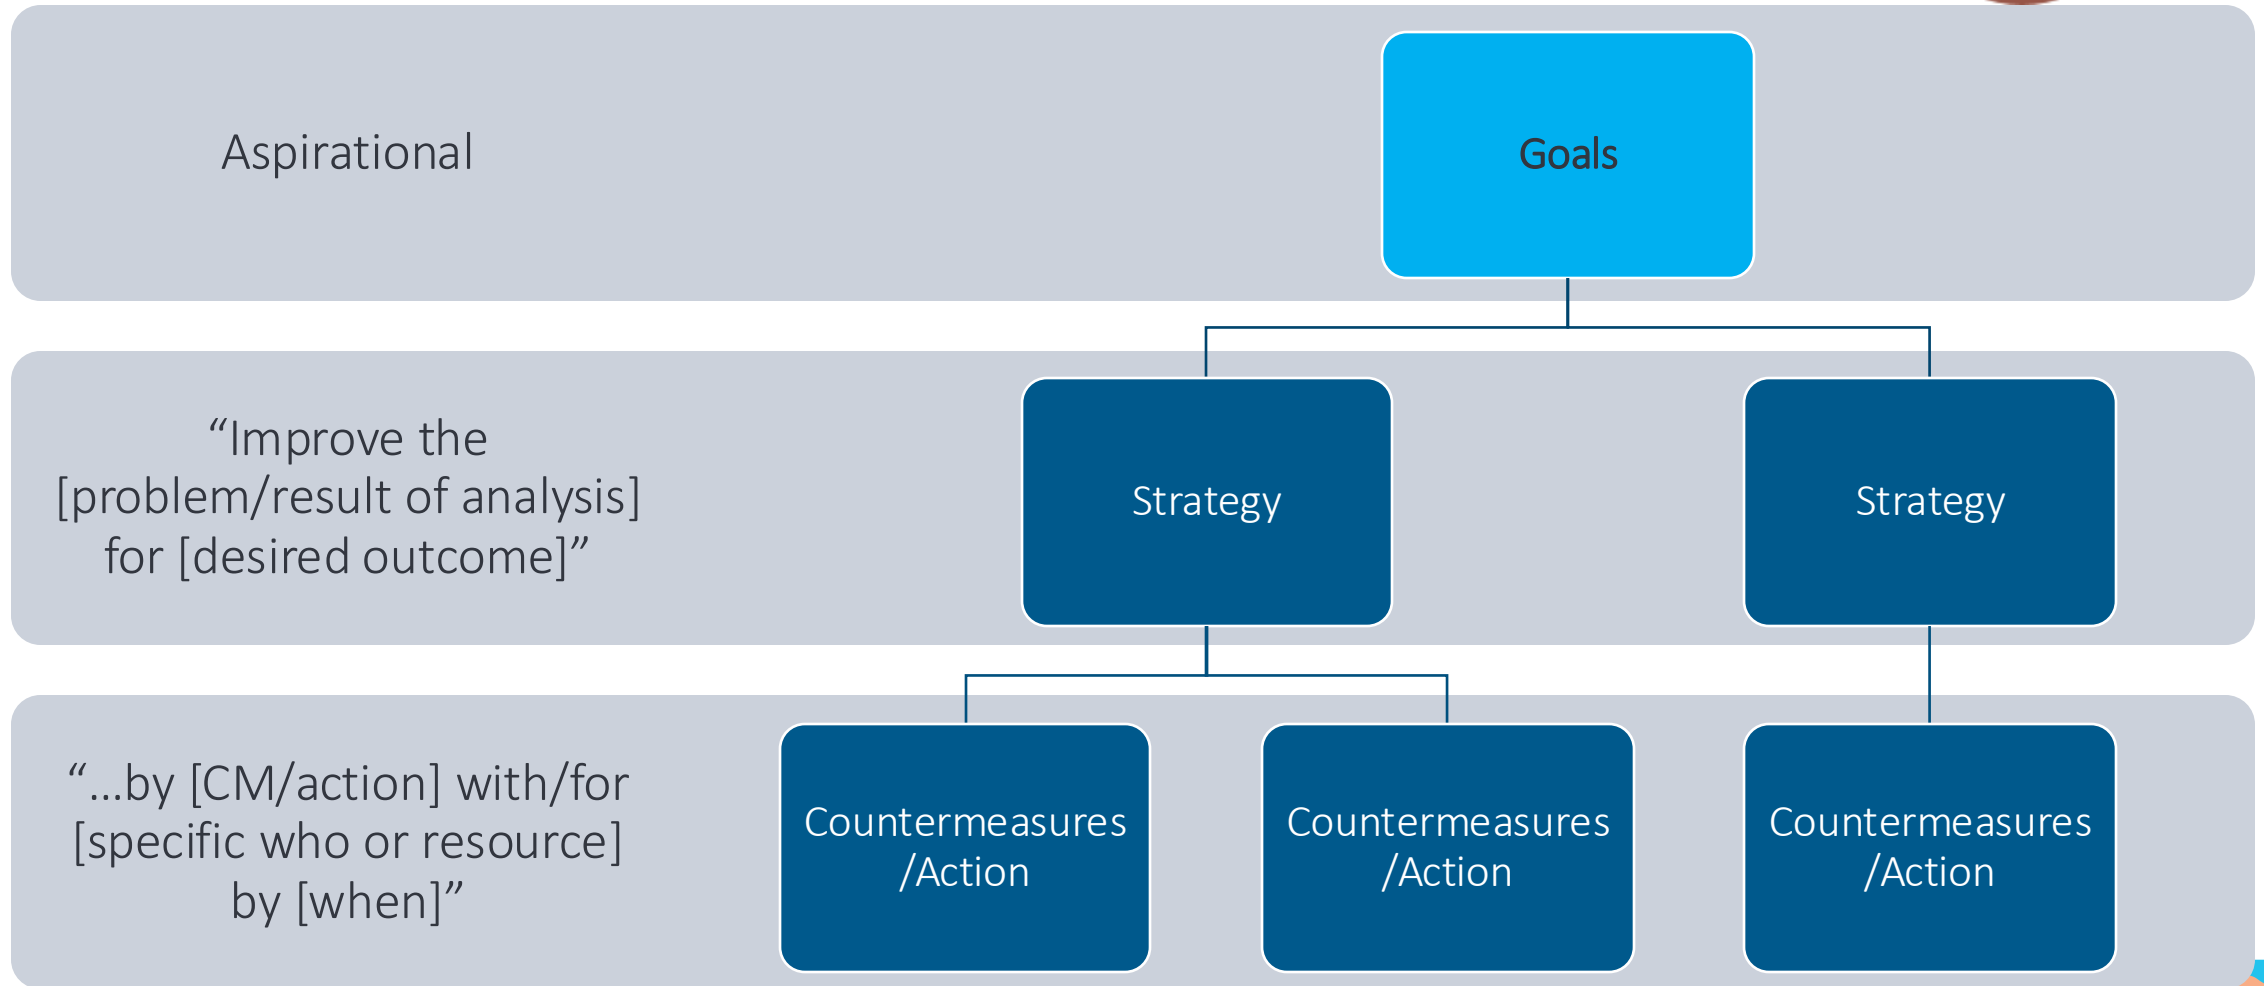 Aspirational
Goals
“Improve the
[problem/result of analysis]
for [desired outcome]”
Strategy
Strategy
“…by [CM/action] with/for
[specific who or resource]
by [when]”
Countermeasures
/Action
Countermeasures
/Action
Countermeasures
/Action